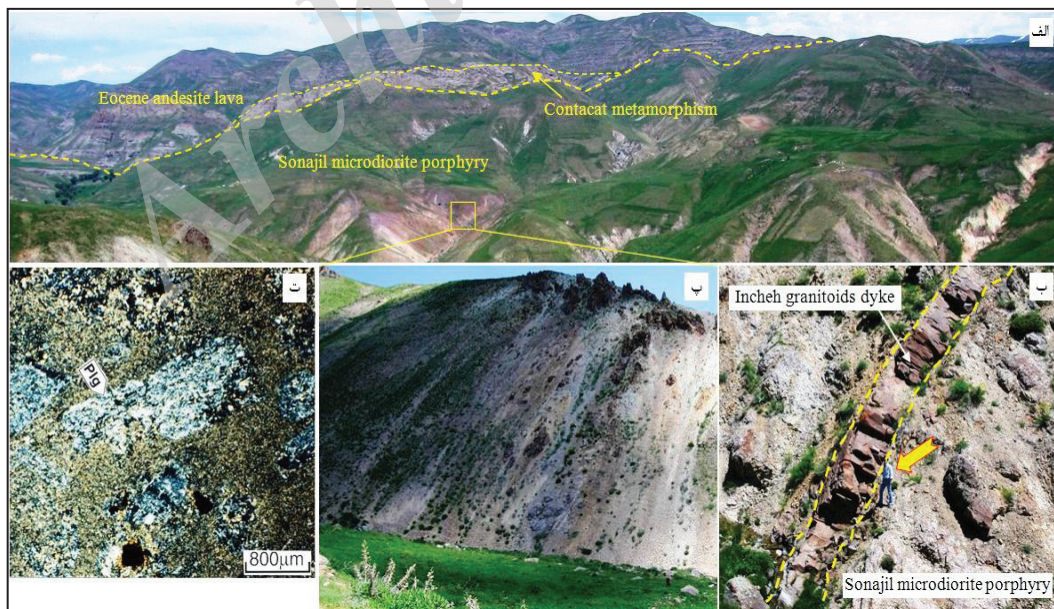 الف
Eocene andesite lava
Contacat metamorphism
Sonajil microdiorite porphyry
ب
Incheh granitoids dyke
Sonajil microdiorite porphyry
پ
ت
Plg
800µm